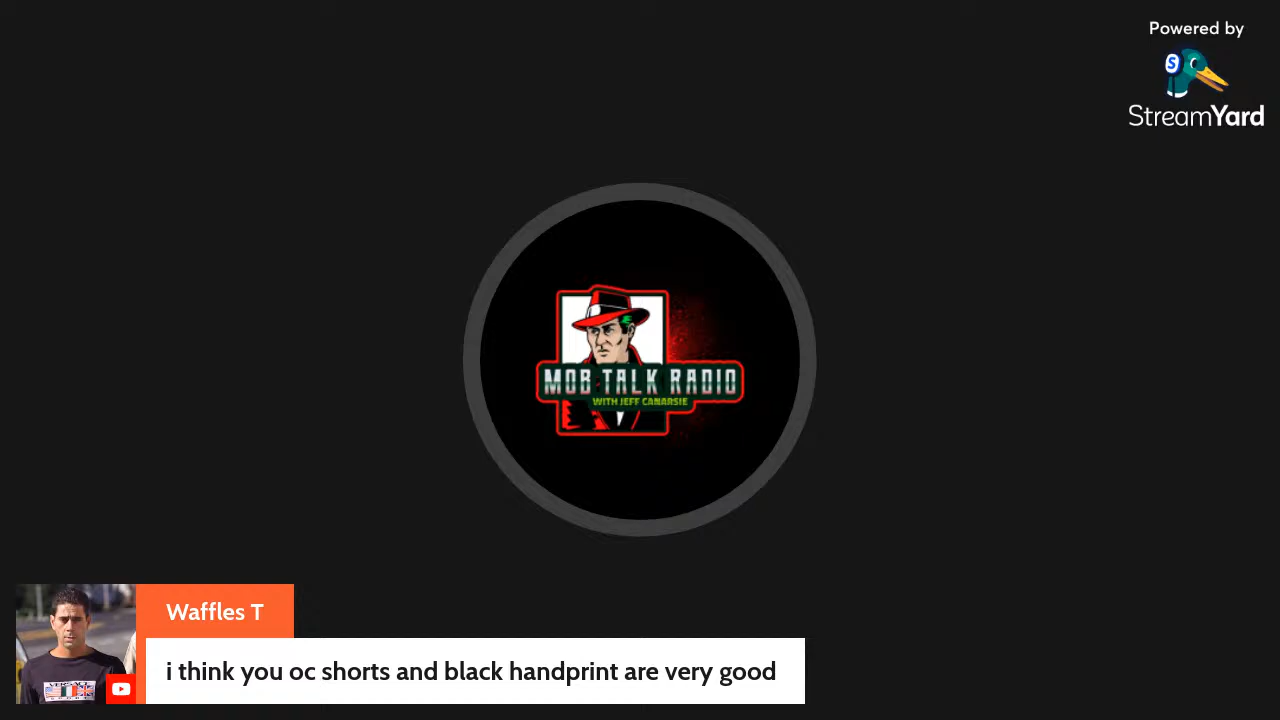 Powered by
S
StreamYard
MOB TALK RADIO
WITH JEFF CANARSIE
Waffles T
VERSACE
i think you oc shorts and black handprint are very good